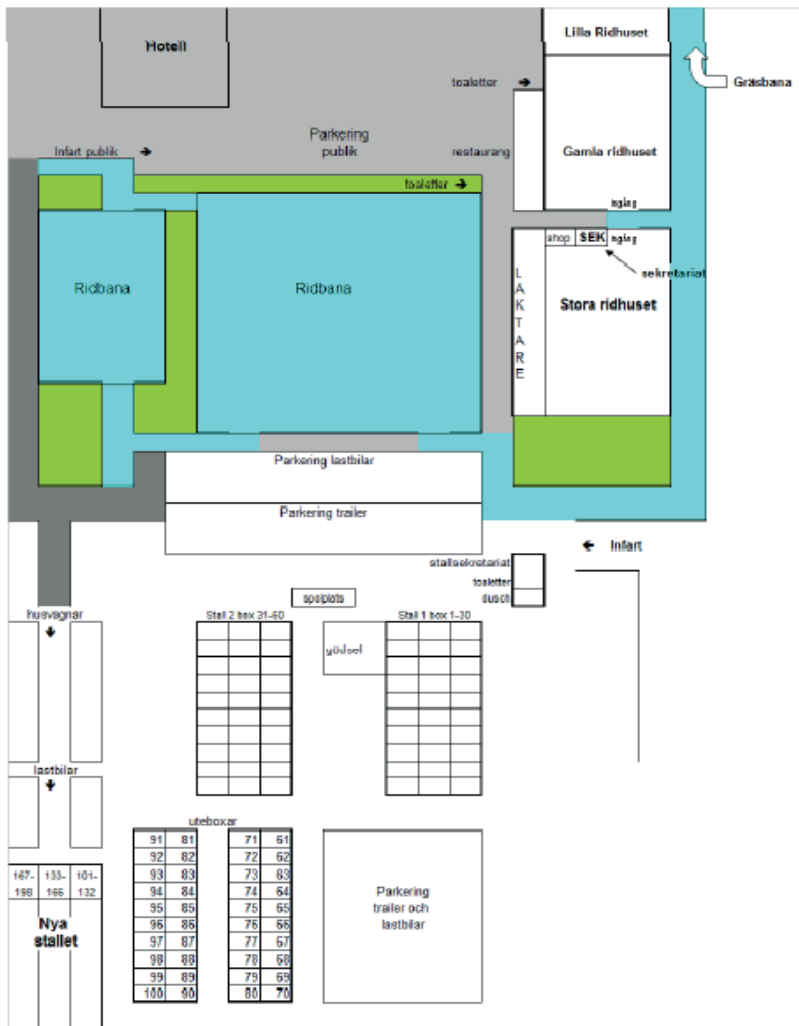 Hotell
Lilla Ridhuset
toaletter
Gräsbana
Parkering
publik
Infart publik
restaurang
Gamla ridhuset
toaletter
ingång
shop
SEK
ingång
sekretariat
Ridbana
Ridbana
LÄKTARE
Stora ridhuset
Parkering lastbilar
Parkering trailer
Infart
stallsekretariat
toaletter
dusch
spolplats
husvagnar
Stall 2 box 31-60
Stall 1 box 1-30
gödsel
lastbilar
uteboxar
91 81 71 61
92 82 72 62
93 83 73 63
94 84 74 64
95 85 75 65
96 86 76 66
97 87 77 67
98 88 78 68
99 89 79 69
100 90 80 70
167-
198
133-
166
101-
132
Nya
stallet
Parkering
trailer och
lastbilar